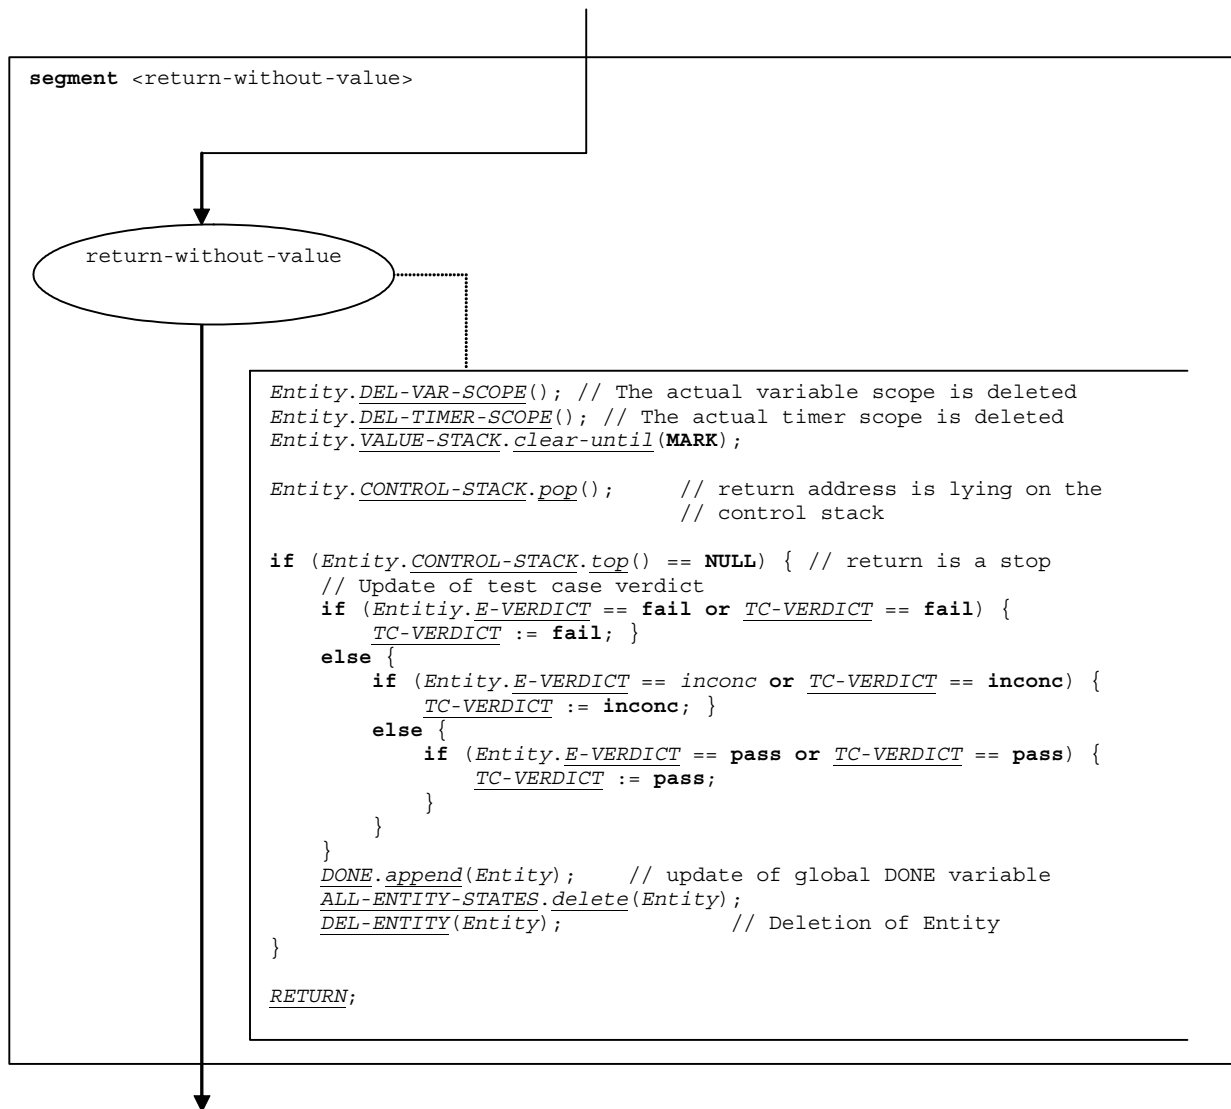 segment <return-without-value>
return-without-value
Entity.DEL-VAR-SCOPE(); // The actual variable scope is deleted
Entity.DEL-TIMER-SCOPE(); // The actual timer scope is deleted
Entity.VALUE-STACK.clear-until(MARK);
Entity.CONTROL-STACK.pop(); // return address is lying on the
// control stack
if (Entity.CONTROL-STACK.top() == NULL) { // return is a stop
// Update of test case verdict
if (Entitiy.E-VERDICT == fail or TC-VERDICT == fail) {
TC-VERDICT := fail; }
else {
if (Entity.E-VERDICT == inconc or TC-VERDICT == inconc) {
TC-VERDICT := inconc; }
else {
if (Entity.E-VERDICT == pass or TC-VERDICT == pass) {
TC-VERDICT := pass;
}
}
}
DONE.append(Entity); // update of global DONE variable
ALL-ENTITY-STATES.delete(Entity);
DEL-ENTITY(Entity); // Deletion of Entity
}
RETURN;